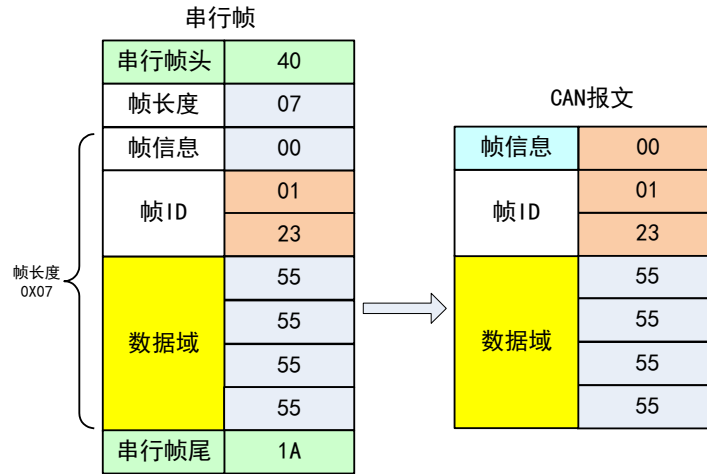 串行帧
串行帧头 40
帧长度 07
帧信息 00
帧ID 01
23
数据域 55
55
55
55
串行帧尾 1A
帧长度
0X07
CAN报文
帧信息 00
帧ID 01
23
数据域 55
55
55
55